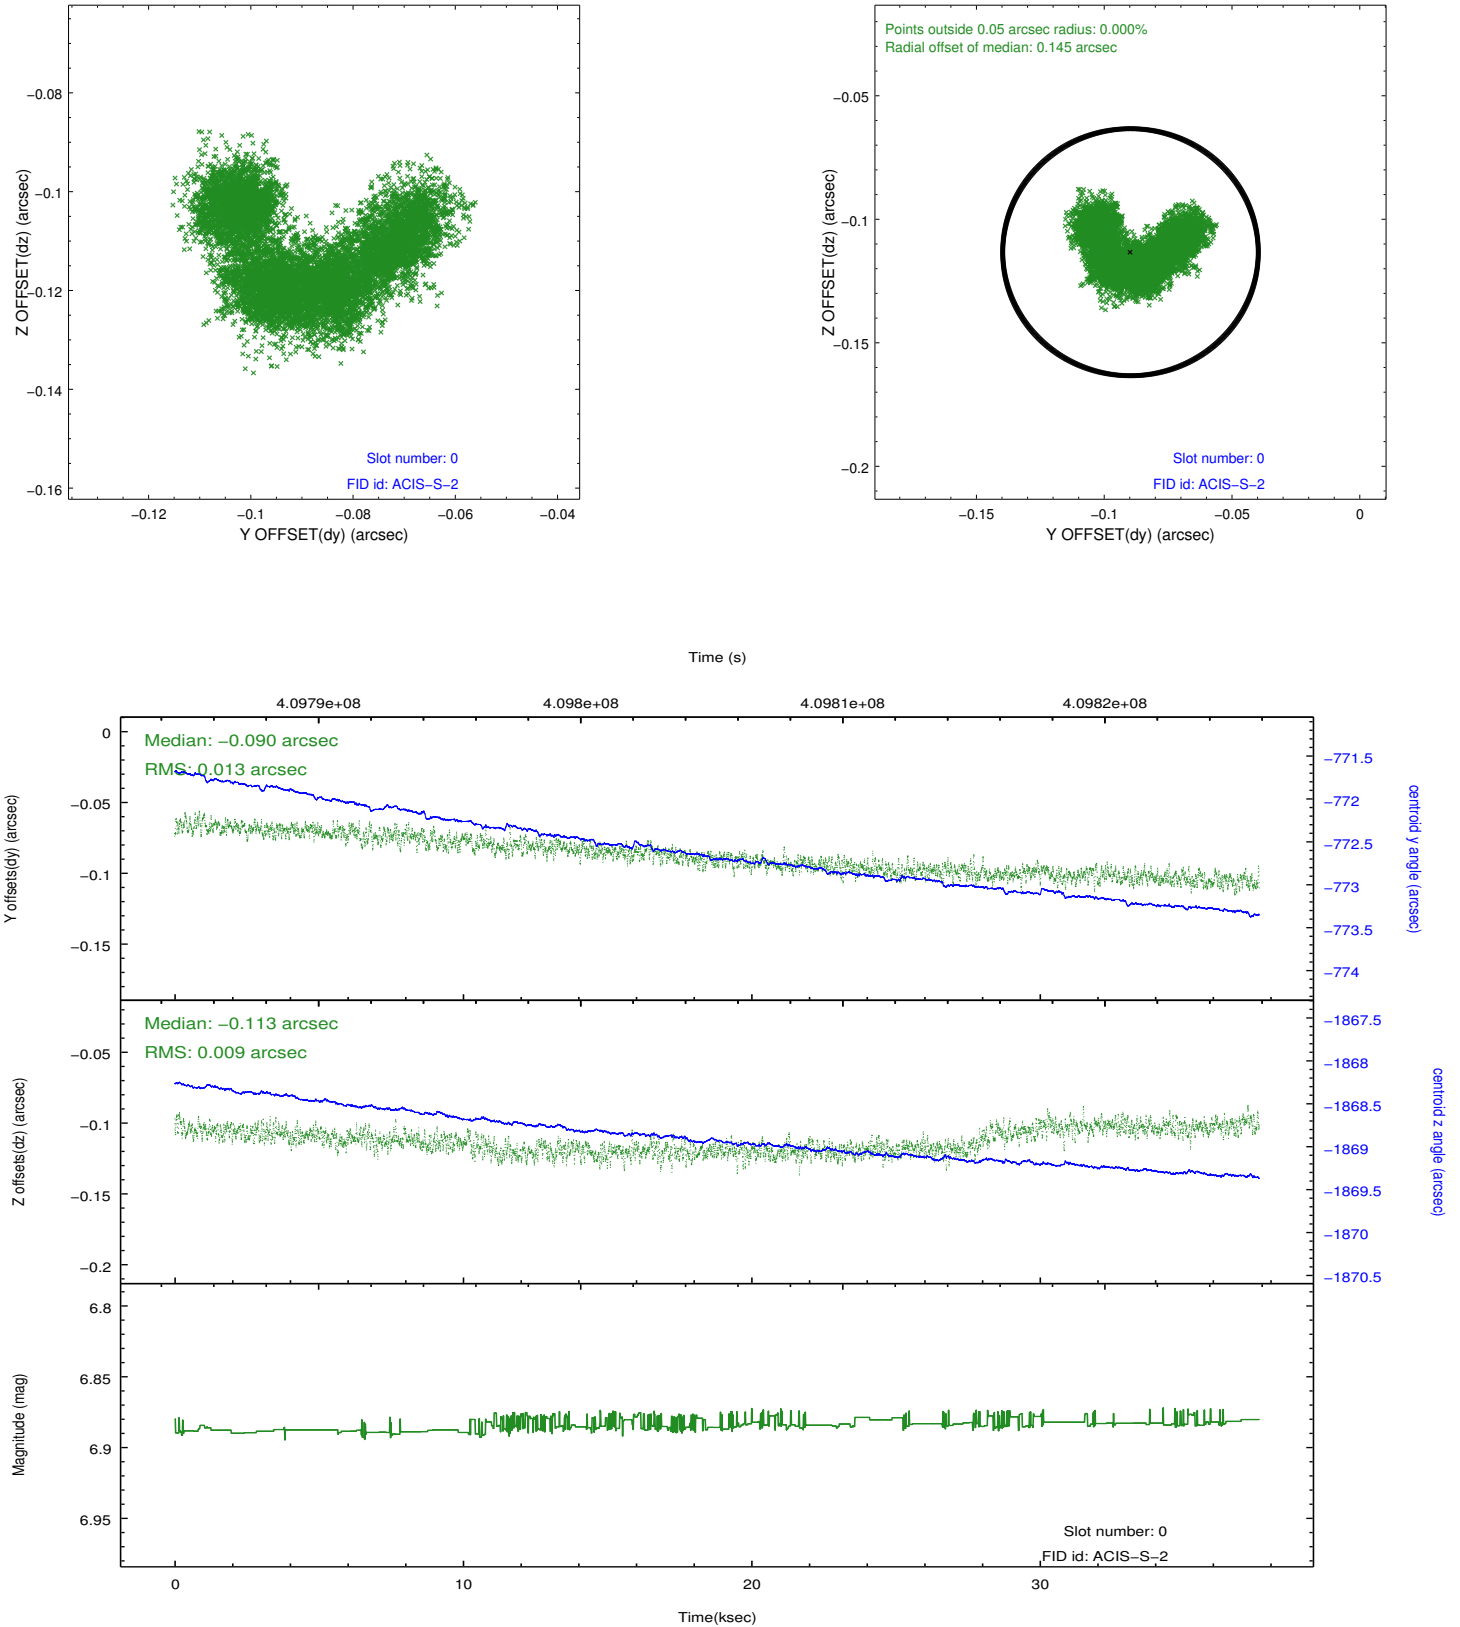 −0.08
−0.1
−0.12
−0.14
−0.16
Z OFFSET(dz) (arcsec)
Slot number: 0
FID id: ACIS−S−2
−0.12
−0.1
−0.08
−0.06
−0.04
Y OFFSET(dy) (arcsec)
Points outside 0.05 arcsec radius: 0.000%
Radial offset of median: 0.145 arcsec
−0.05
−0.1
−0.15
−0.2
Z OFFSET(dz) (arcsec)
Slot number: 0
FID id: ACIS−S−2
−0.15
−0.1
−0.05
0
Y OFFSET(dy) (arcsec)
Time (s)
4.0979e+08
4.098e+08
4.0981e+08
4.0982e+08
Median: −0.090 arcsec
RMS: 0.013 arcsec
0
−0.05
−0.1
−0.15
Y offsets(dy) (arcsec)
−771.5
−772
−772.5
−773
−773.5
−774
centroid y angle (arcsec)
Median: −0.113 arcsec
RMS: 0.009 arcsec
−0.05
−0.1
−0.15
−0.2
Z offsets(dz) (arcsec)
−1867.5
−1868
−1868.5
−1869
−1869.5
−1870
−1870.5
centroid z angle (arcsec)
6.8
6.85
6.9
6.95
Magnitude (mag)
Slot number: 0
FID id: ACIS−S−2
0
10
20
30
Time(ksec)